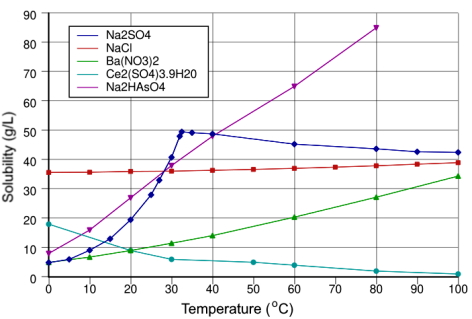 90
80
70
60
50
40
30
20
10
0
Na2SO4
NaCl
Ba(NO3)2
Ce2(SO4)3.9H20
Na2HAsO4
Solubility (g/L)
0 10 20 30 40 50 60 70 80 90 100
Temperature (°C)